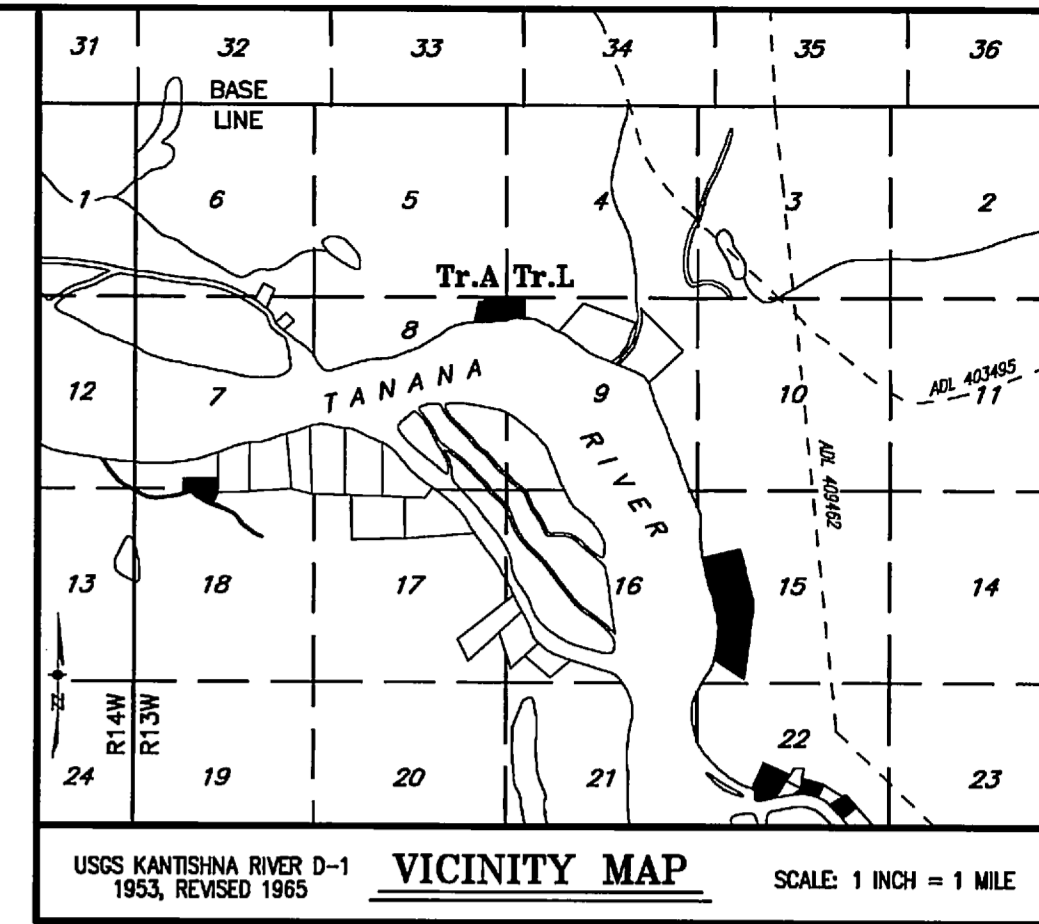 31 32 33 34 35 36
BASE
LINE
1 6 5 4 3 2
Tr.A Tr.L
8
12 7 TANANA 9 10 11
ADL 403495
RIVER
ADL 409462
13 18 17 16 15 14
N
R14W
R13W
22
24 19 20 21 23
USGS KANTISHNA RIVER D-1
1953, REVISED 1965
VICINITY MAP
SCALE: 1 INCH = 1 MILE